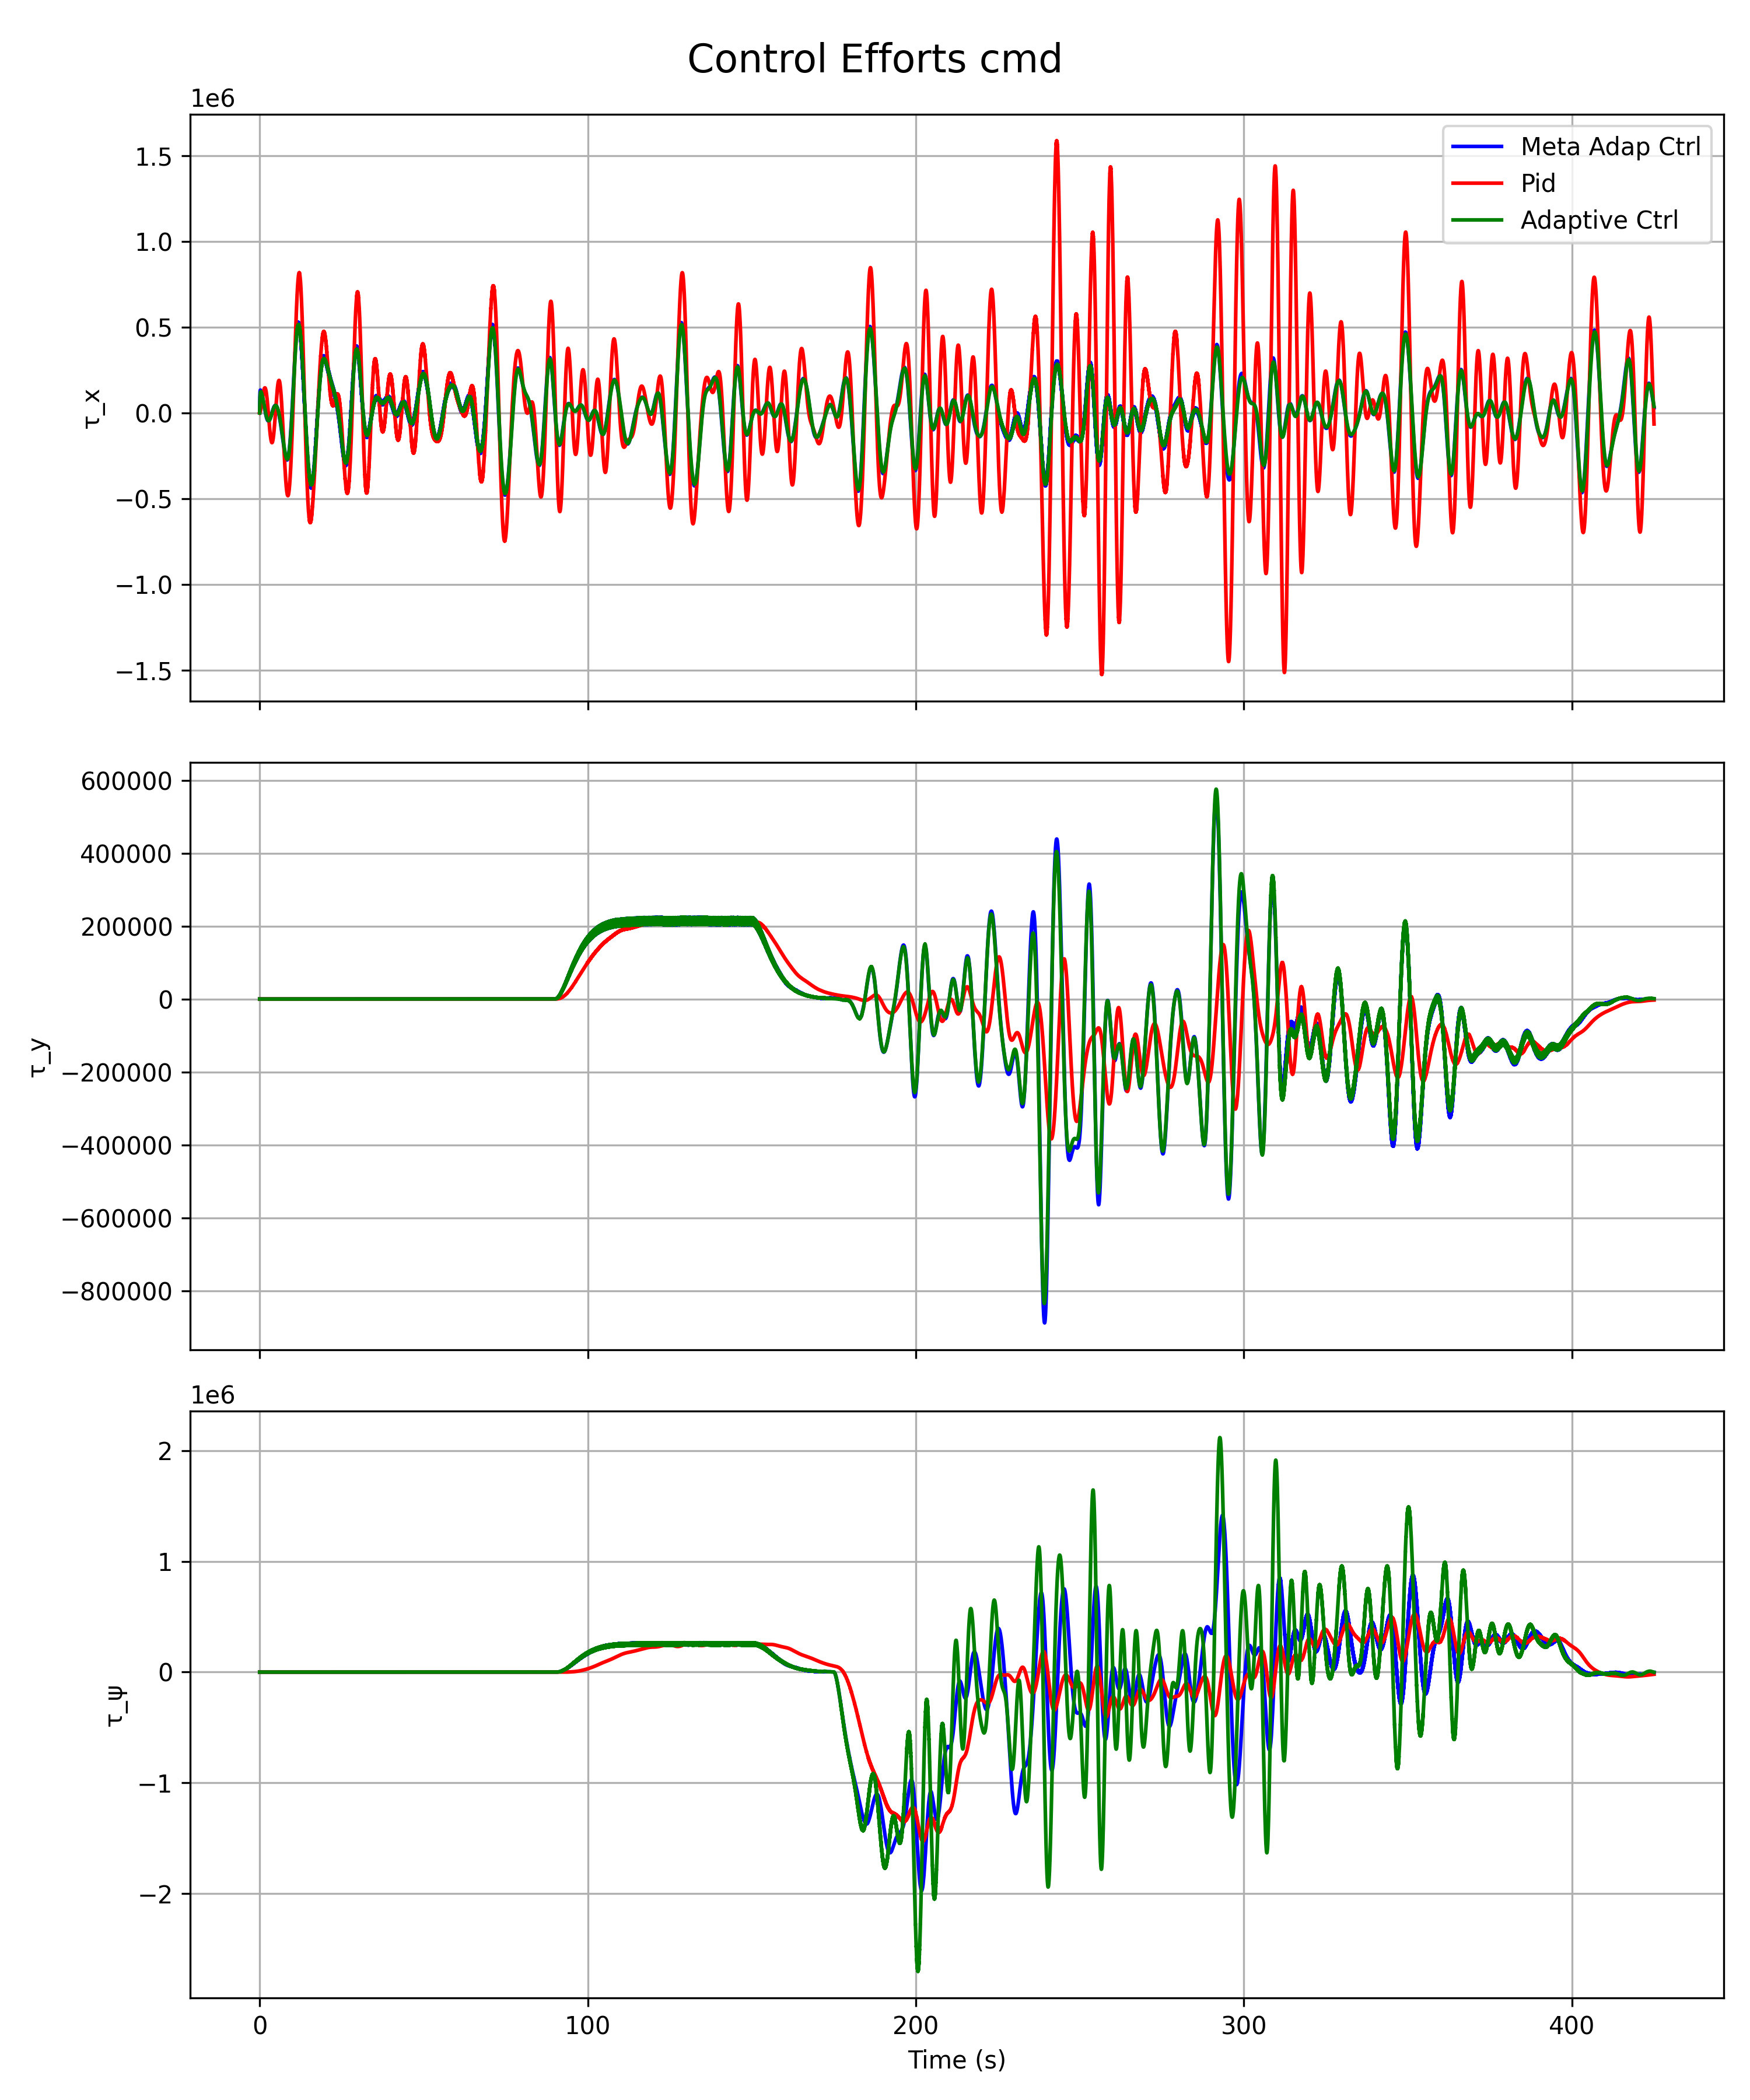 Control Efforts cmd
1e6
1.5
1.0
0.5
0.0
−0.5
−1.0
−1.5
τ_x
Meta Adap Ctrl
Pid
Adaptive Ctrl
600000
400000
200000
0
−200000
−400000
−600000
−800000
τ_y
1e6
2
1
0
−1
−2
τ_ψ
0 100 200 300 400
Time (s)